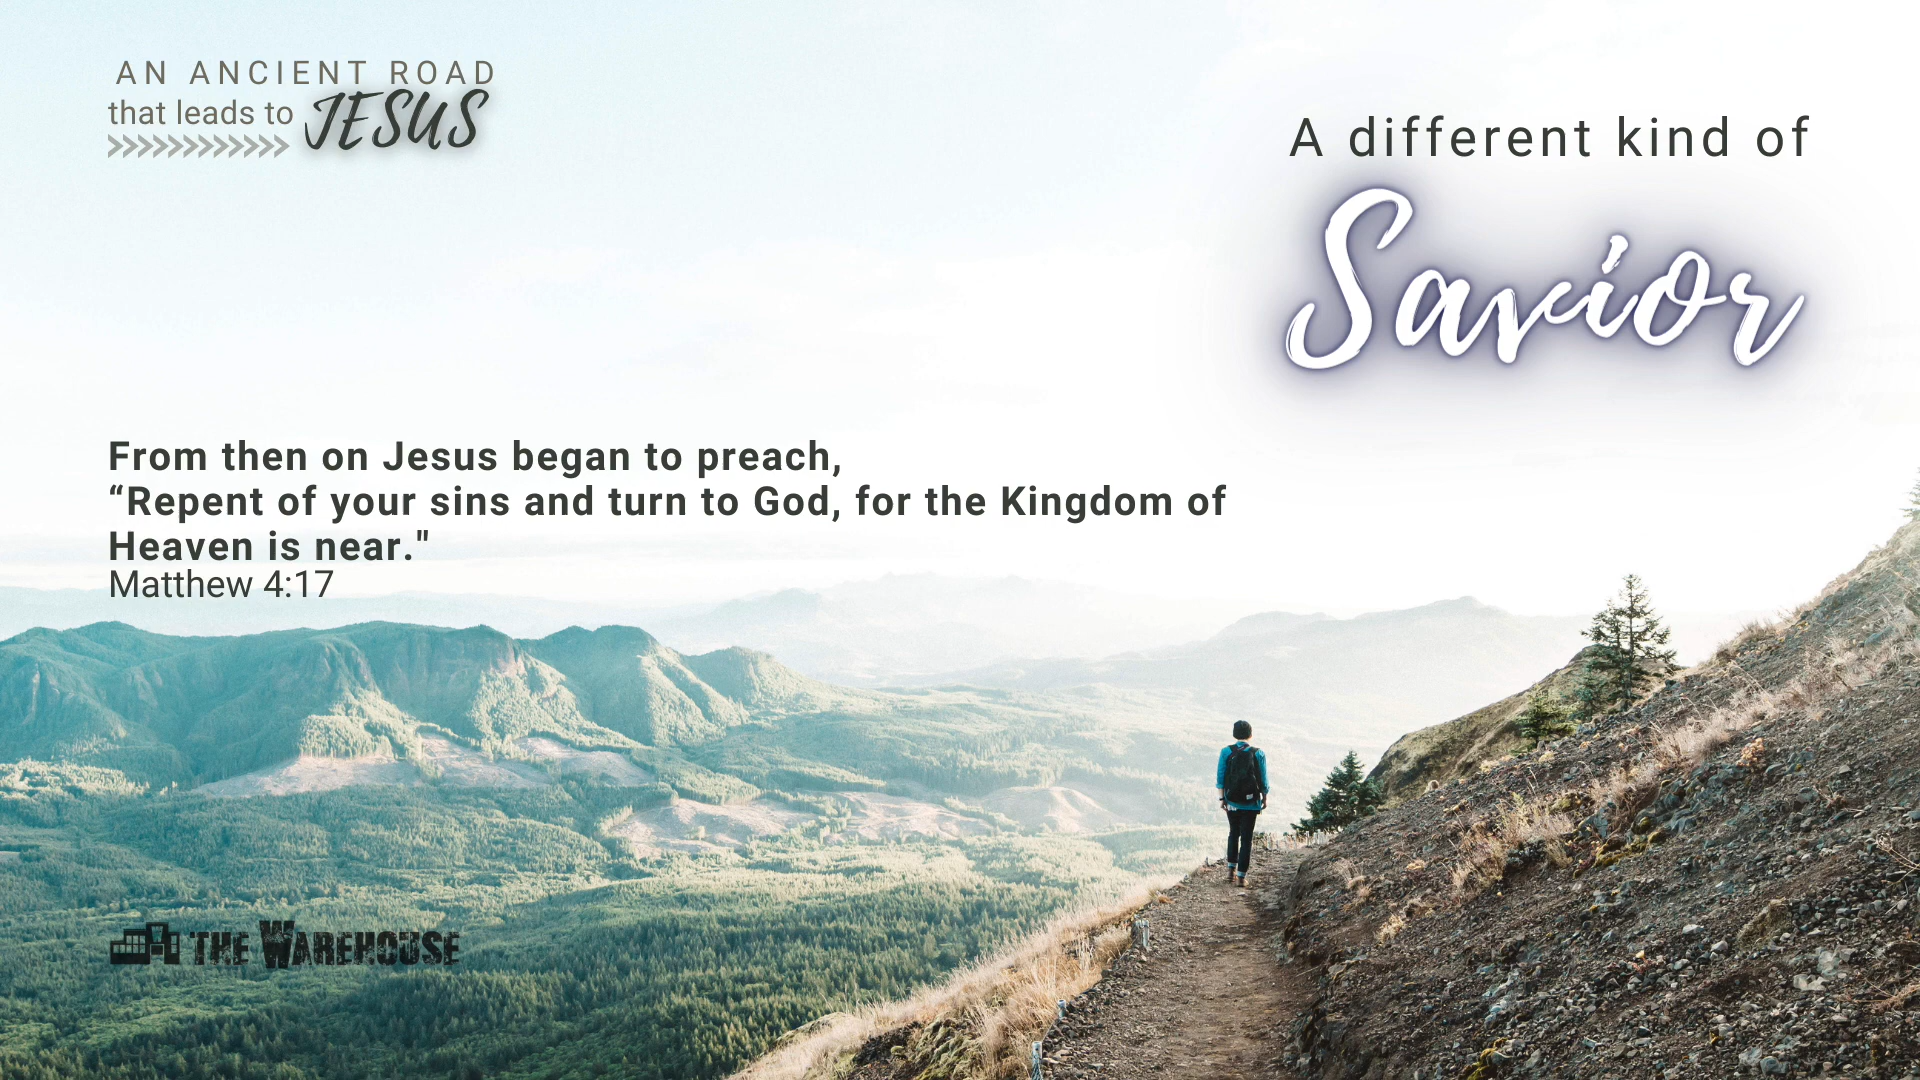 AN ANCIENT ROAD
that leads to JESUS
A different kind of
Savior
From then on Jesus began to preach,
“Repent of your sins and turn to God, for the Kingdom of
Heaven is near."
Matthew 4:17
THE WAREHOUSE